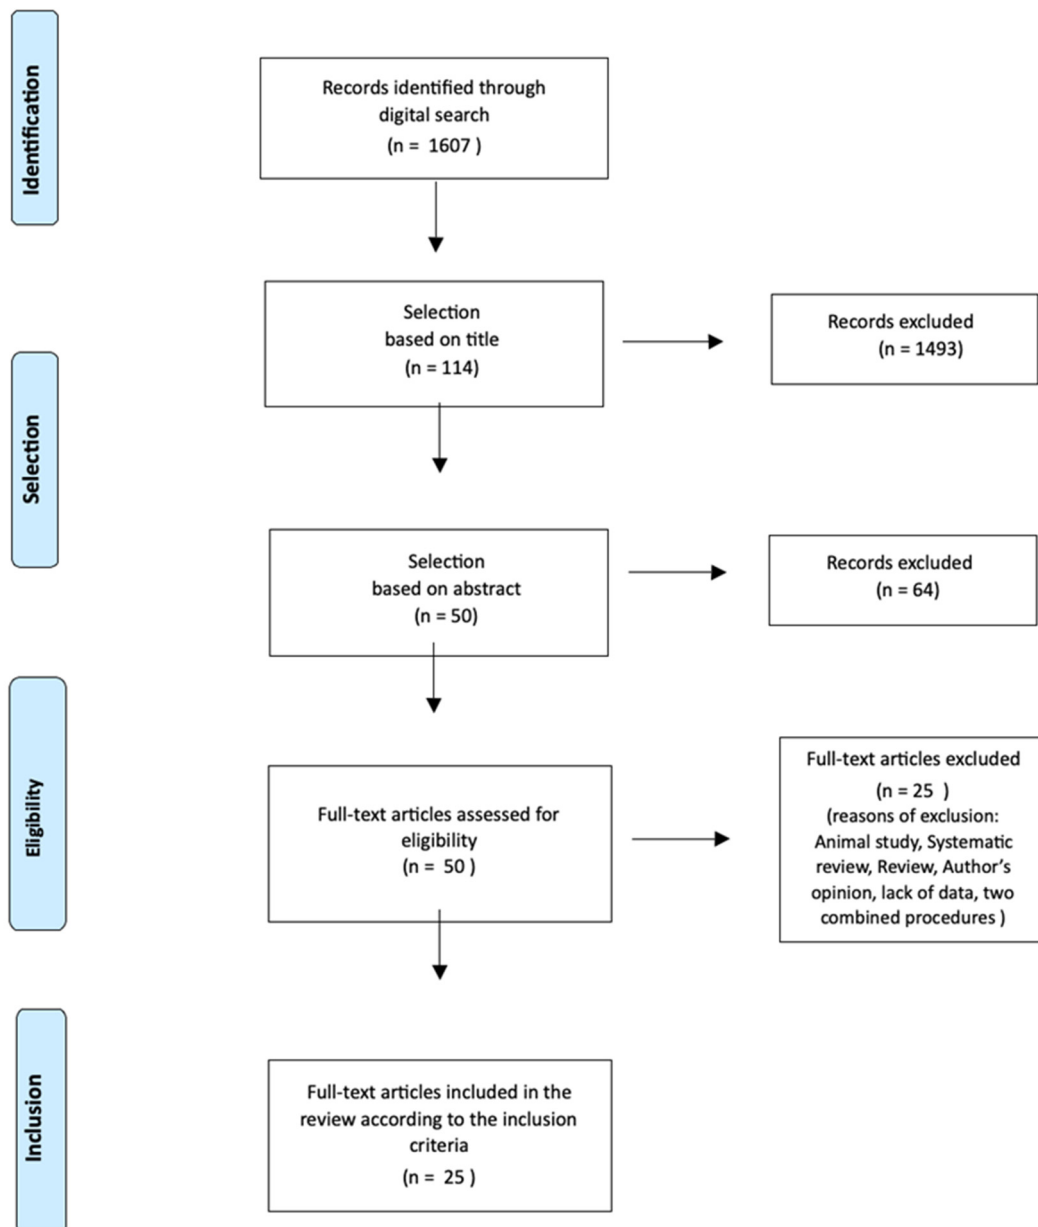 Identification
Records identified through
digital search
(n = 1607 )
Selection
based on title
(n = 114)
Records excluded
(n = 1493)
Selection
Selection
based on abstract
(n = 50)
Records excluded
(n = 64)
Eligibility
Full-text articles assessed for
eligibility
(n = 50 )
Full-text articles excluded
(n = 25 )
(reasons of exclusion:
Animal study, Systematic
review, Review, Author's
opinion, lack of data, two
combined procedures )
Inclusion
Full-text articles included in the
review according to the inclusion
criteria
(n = 25 )